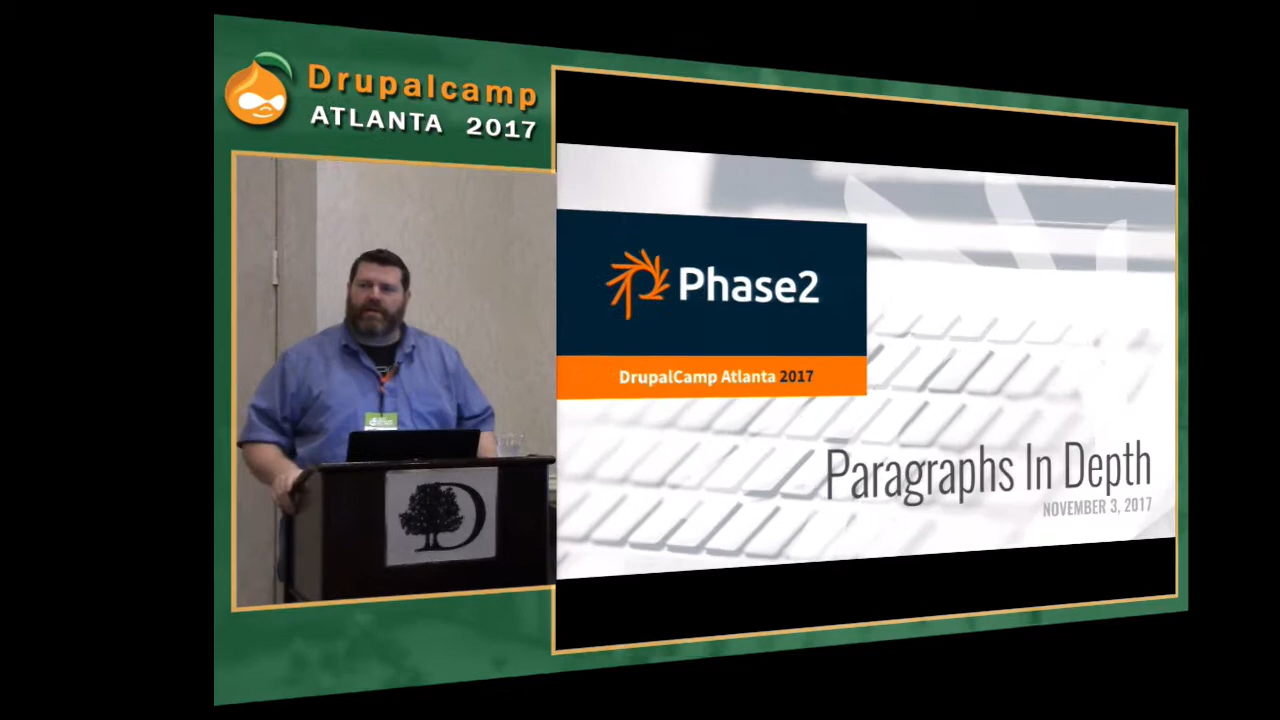 Drupalcamp
ATLANTA 2017
Phase2
DrupalCamp Atlanta 2017
Paragraphs In Depth
NOVEMBER 3, 2017
D